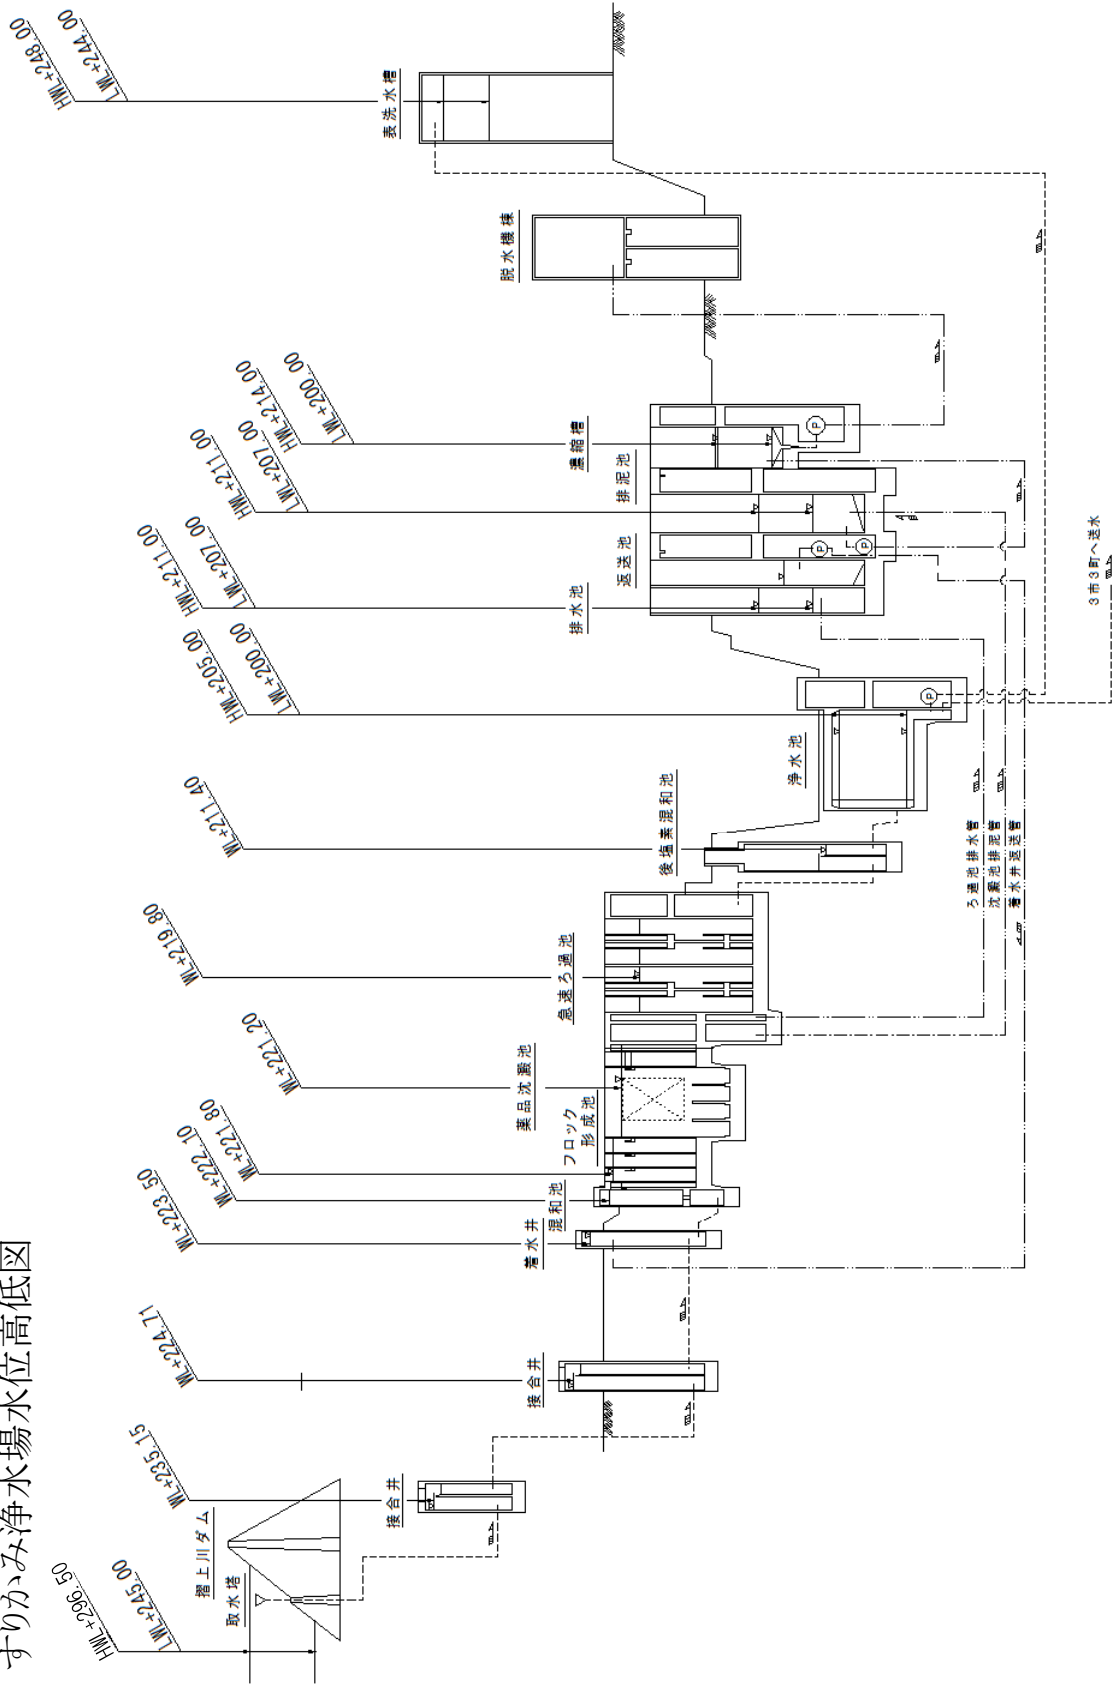 すりかみ浄水場水位高低図
HWL+296.50
LWL+245.00
取水塔
摺上川ダム
WL+235.15
接合井
WL+224.71
接合井
WL+223.50
着水井
WL+222.10
混和池
WL+221.80
フロック
形成池
WL+221.20
薬品沈澱池
WL+219.80
急速ろ過池
WL+211.40
後塩素混和池
HWL+205.00
LWL+200.00
浄水池
P
HWL+211.00
LWL+207.00
排水池
返送池
P
P
HWL+211.00
LWL+207.00
排泥池
HWL+214.00
LWL+200.00
濃縮槽
P
脱水機棟
HWL+248.00
LWL+244.00
表洗水槽
ろ過池排水管
沈澱池排泥管
着水井返送管
3市3町へ送水